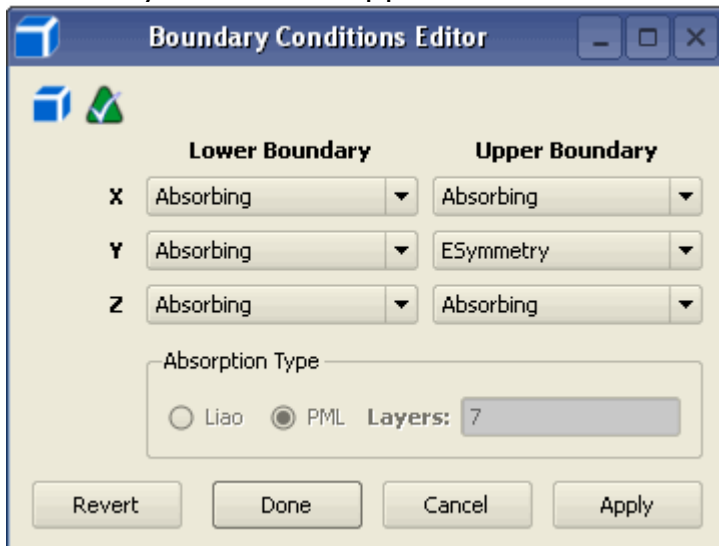 Boundary Conditions Editor
Lower Boundary Upper Boundary
X Absorbing Absorbing
Y Absorbing ESymmetry
Z Absorbing Absorbing
Absorption Type
Liao PML Layers: 7
Revert Done Cancel Apply